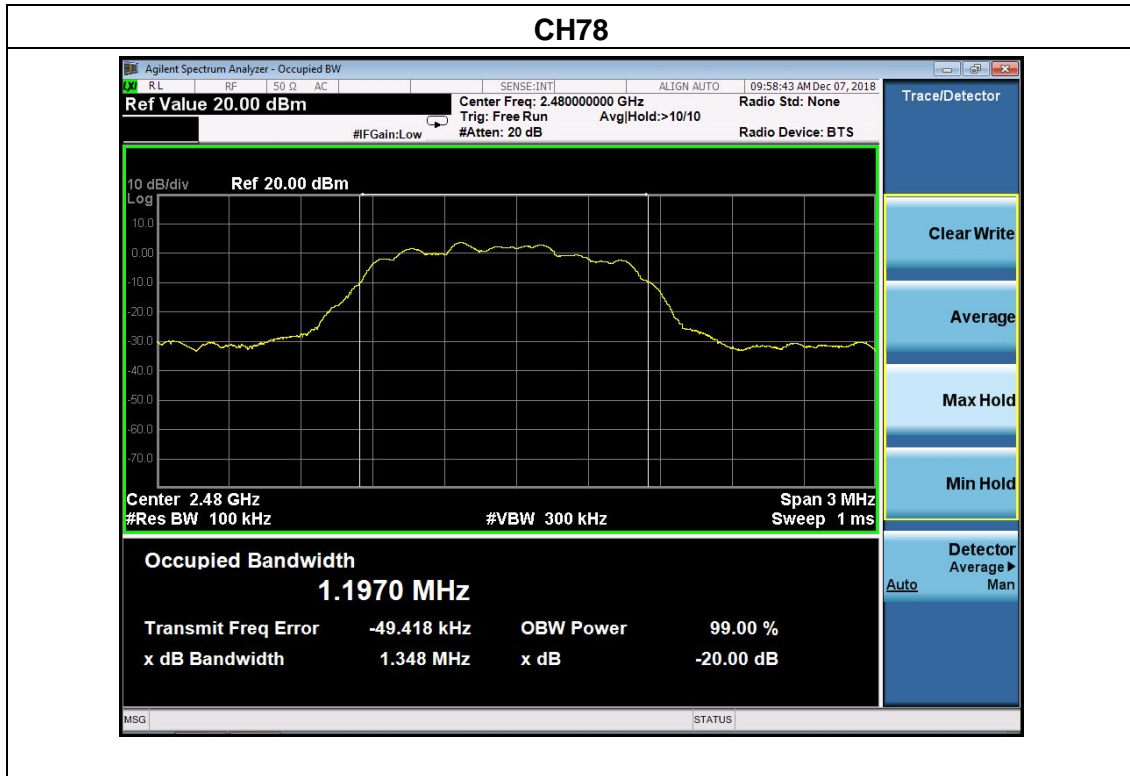 CH78
Agilent Spectrum Analyzer - Occupied BW
LXI RL RF 50 Ω AC SENSE:INT ALIGN AUTO 09:58:43 AM Dec 07, 2018
Ref Value 20.00 dBm
Center Freq: 2.480000000 GHz
Radio Std: None
Trig: Free Run Avg|Hold:>10/10
#IFGain:Low
#Atten: 20 dB
Radio Device: BTS
10 dB/div Ref 20.00 dBm
Log
10.0
0.00
-10.0
-20.0
-30.0
-40.0
-50.0
-60.0
-70.0
Center 2.48 GHz Span 3 MHz
#Res BW 100 kHz #VBW 300 kHz Sweep 1 ms
Occupied Bandwidth
1.1970 MHz
Transmit Freq Error -49.418 kHz OBW Power 99.00 %
x dB Bandwidth 1.348 MHz x dB -20.00 dB
MSG STATUS
Trace/Detector
Clear Write
Average
Max Hold
Min Hold
Detector
Average
Auto Man